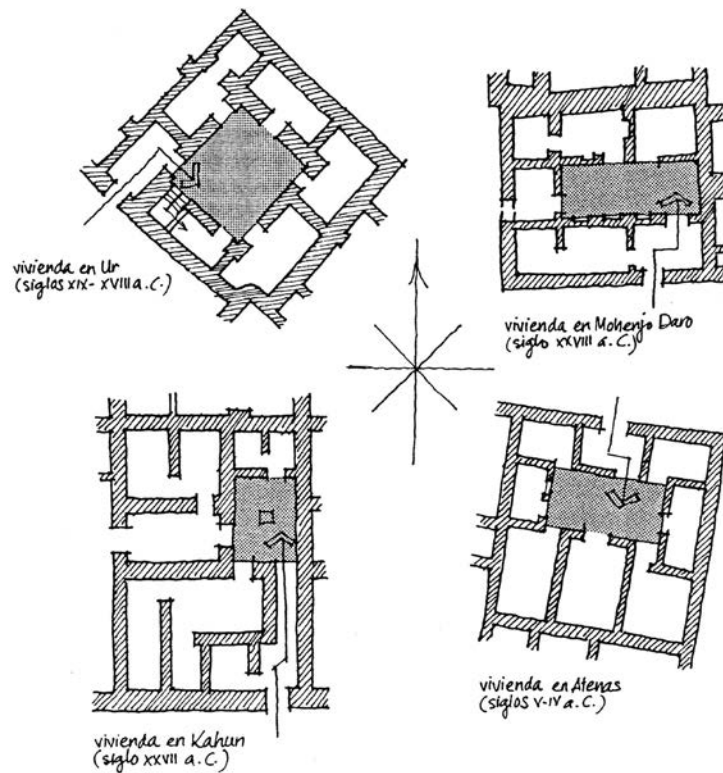 vivienda en Ur
(siglos XIX-XVIII a.C.)
vivienda en Mohenjo Daro
(siglo XXVIII a.C.)
vivienda en Kahun
(siglo XXVII a.C.)
vivienda en Atenas
(siglos V-IV a.C.)